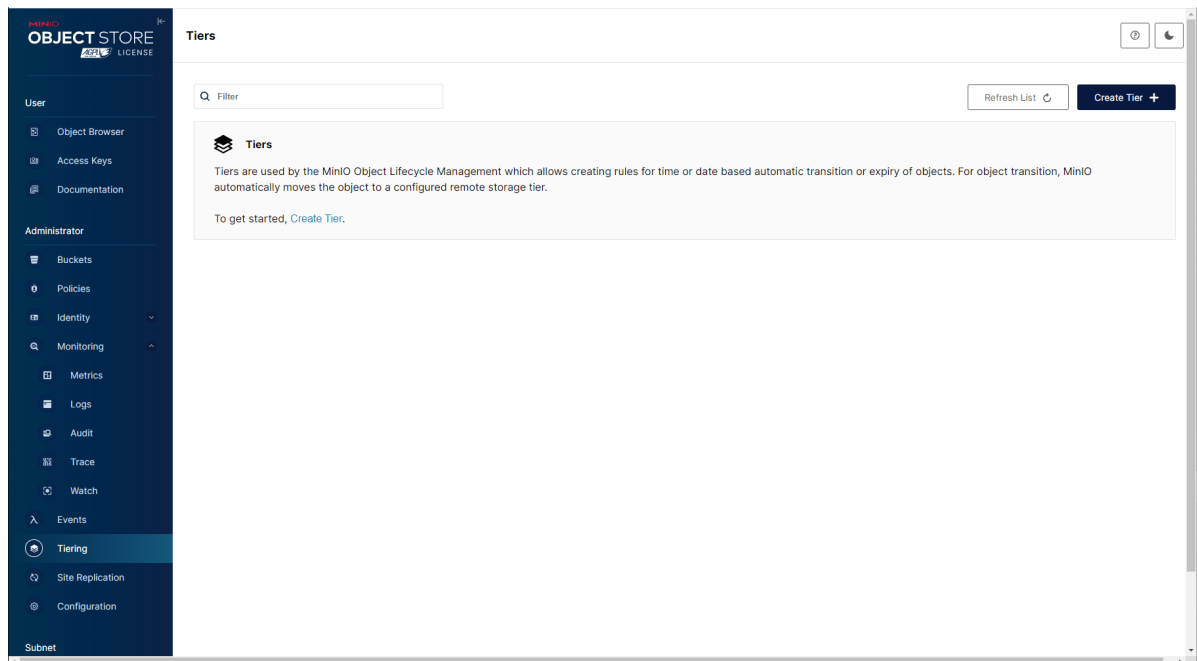 MINIO
OBJECT STORE
AGPL V3 LICENSE
User
Object Browser
Access Keys
Documentation
Administrator
Buckets
Policies
Identity
Monitoring
Metrics
Logs
Audit
Trace
Watch
Events
Tiering
Site Replication
Configuration
Subnet
Tiers
Filter
Refresh List
Create Tier
Tiers
Tiers are used by the MinIO Object Lifecycle Management which allows creating rules for time or date based automatic transition or expiry of objects. For object transition, MinIO
automatically moves the object to a configured remote storage tier.
To get started, Create Tier.